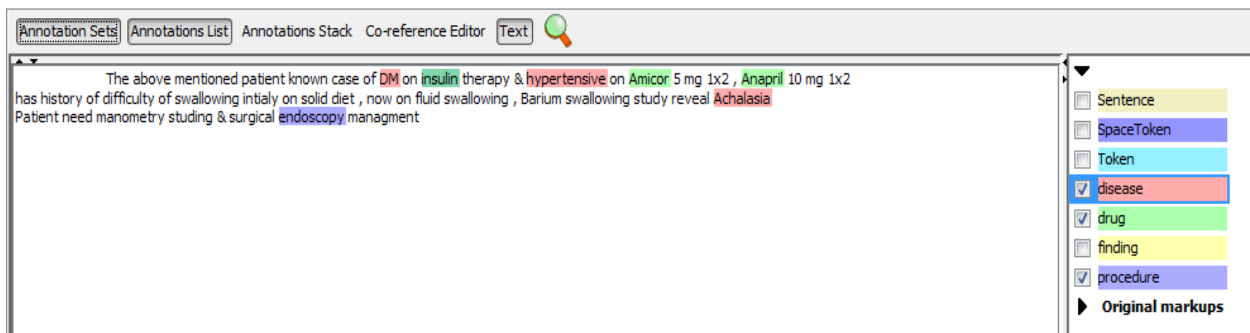 Annotation Sets Annotations List Annotations Stack Co-reference Editor Text
The above mentioned patient known case of DM on insulin therapy & hypertensive on Amicor 5 mg 1x2 , Anapril 10 mg 1x2
has history of difficulty of swallowing intialy on solid diet , now on fluid swallowing , Barium swallowing study reveal Achalasia
Patient need manometry studing & surgical endoscopy managment
Sentence
SpaceToken
Token
disease
drug
finding
procedure
Original markups